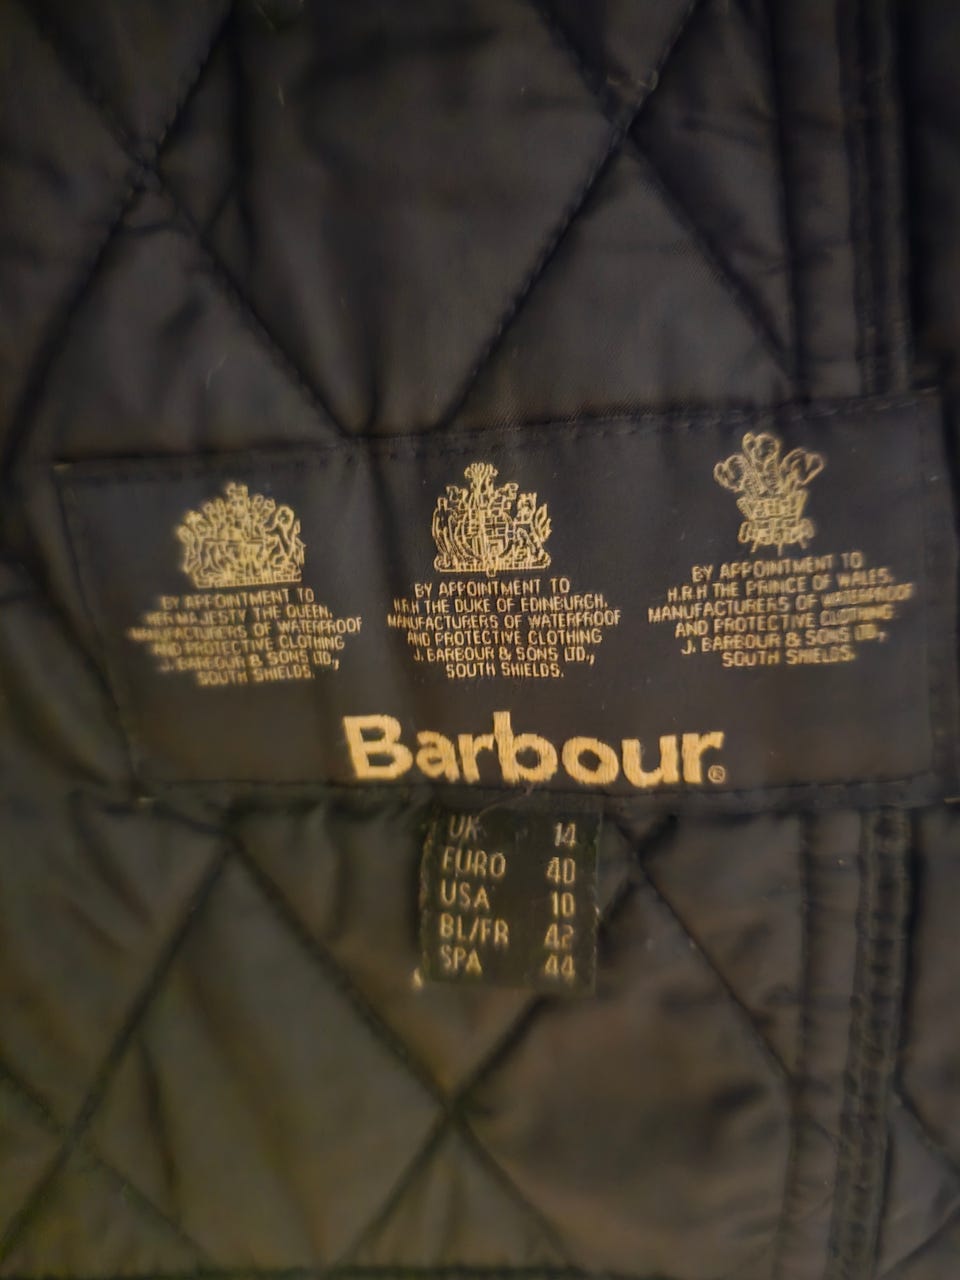 BY APPOINTMENT TO
HER MAJESTY THE QUEEN,
MANUFACTURERS OF WATERPROOF
AND PROTECTIVE CLOTHING
J. BARBOUR & SONS LTD.,
SOUTH SHIELDS.
BY APPOINTMENT TO
H.R.H THE DUKE OF EDINBURGH,
MANUFACTURERS OF WATERPROOF
AND PROTECTIVE CLOTHING
J. BARBOUR & SONS LTD.,
SOUTH SHIELDS.
BY APPOINTMENT TO
H.R.H THE PRINCE OF WALES,
MANUFACTURERS OF WATERPROOF
AND PROTECTIVE CLOTHING
J. BARBOUR & SONS LTD.,
SOUTH SHIELDS.
Barbour®
UK 14
EURO 40
USA 10
BL/FR 42
SPA 44